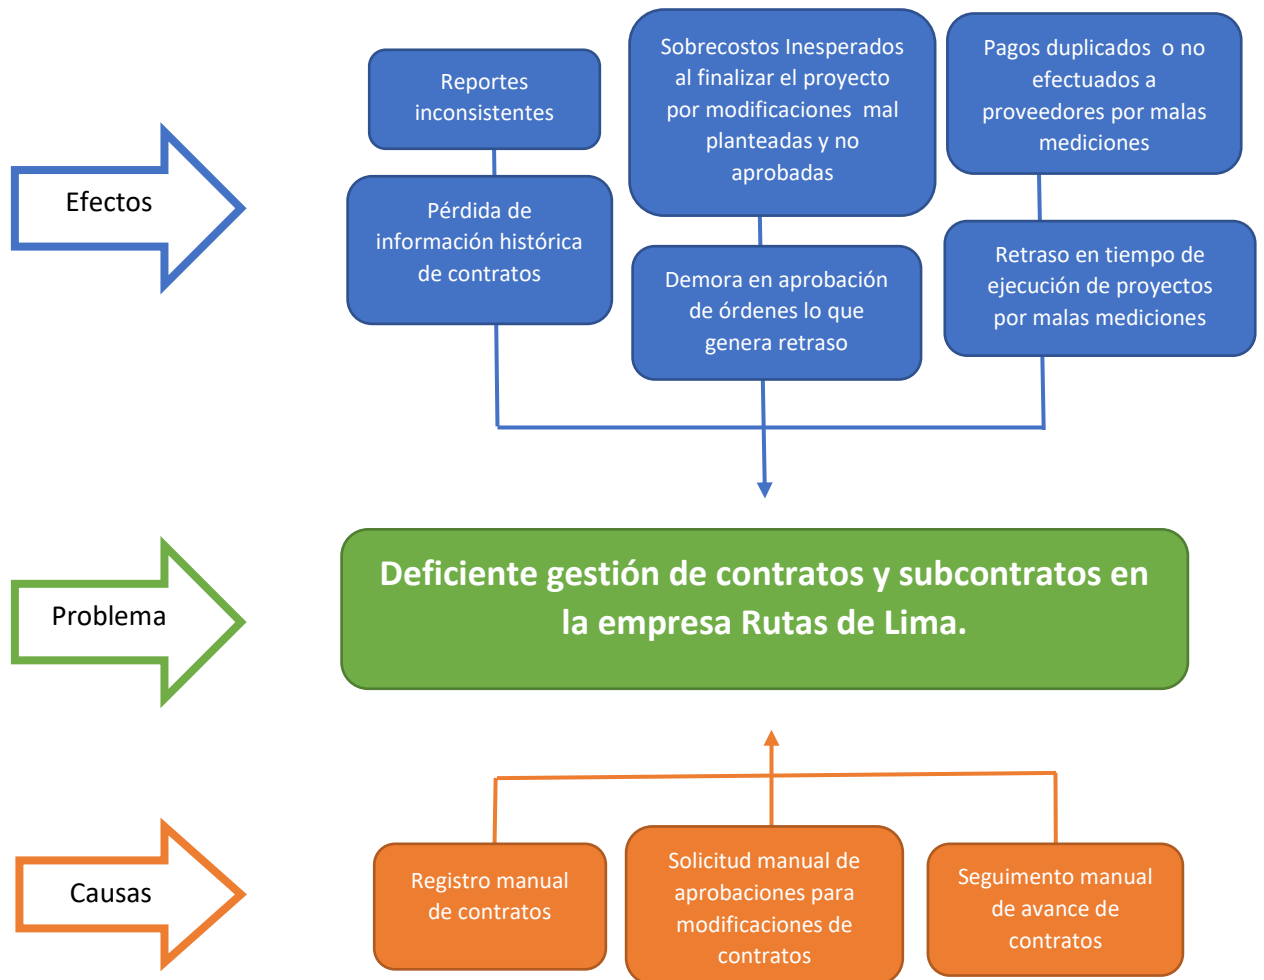 Efectos
Reportes
inconsistentes
Sobrecostos Inesperados
al finalizar el proyecto
por modificaciones  mal
planteadas y no
aprobadas
Pagos duplicados  o no
efectuados a
proveedores por malas
mediciones
Pérdida de
información histórica
de contratos
Demora en aprobación
de órdenes lo que
genera retraso
Retraso en tiempo de
ejecución de proyectos
por malas mediciones
Problema
Deficiente gestión de contratos y subcontratos en
la empresa Rutas de Lima.
Causas
Registro manual
de contratos
Solicitud manual de
aprobaciones para
modificaciones de
contratos
Seguimento manual
de avance de
contratos